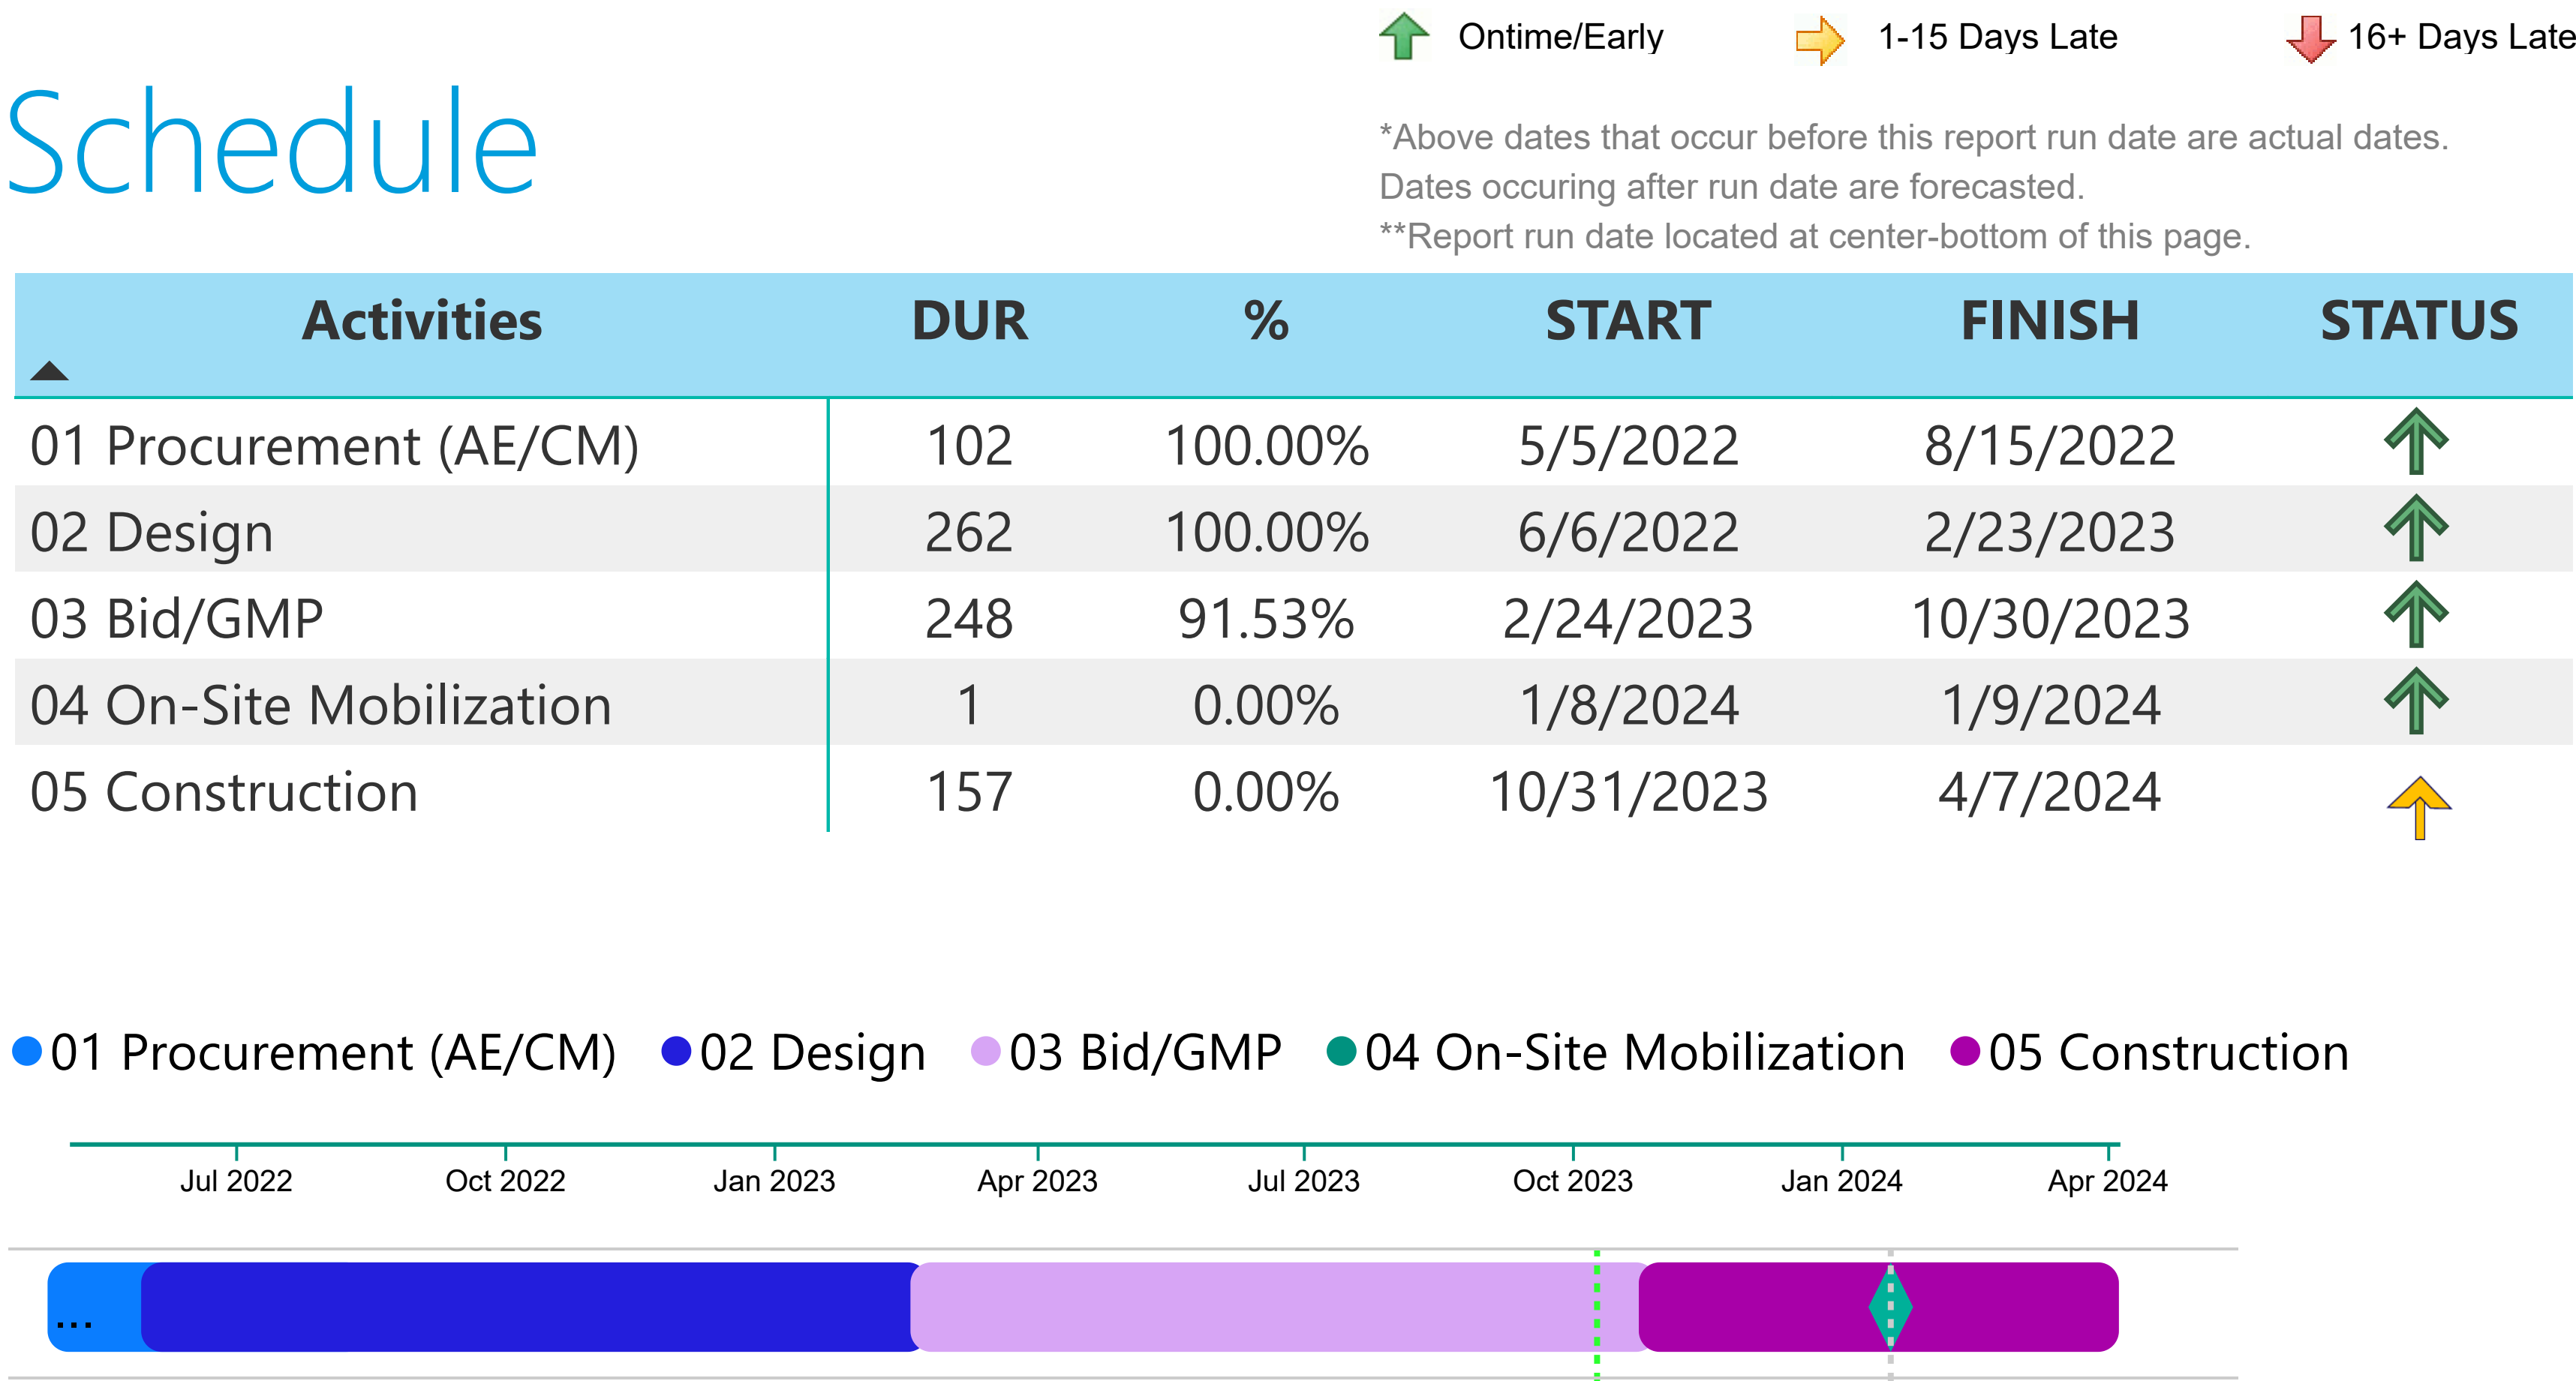 Ontime/Early 1-15 Days Late 16+ Days Late
Schedule
*Above dates that occur before this report run date are actual dates.
Dates occuring after run date are forecasted.
**Report run date located at center-bottom of this page.
Activities DUR % START FINISH STATUS
01 Procurement (AE/CM) 102 100.00% 5/5/2022 8/15/2022
02 Design 262 100.00% 6/6/2022 2/23/2023
03 Bid/GMP 248 91.53% 2/24/2023 10/30/2023
04 On-Site Mobilization 1 0.00% 1/8/2024 1/9/2024
05 Construction 157 0.00% 10/31/2023 4/7/2024
01 Procurement (AE/CM) 02 Design 03 Bid/GMP 04 On-Site Mobilization 05 Construction
Jul 2022 Oct 2022 Jan 2023 Apr 2023 Jul 2023 Oct 2023 Jan 2024 Apr 2024
...